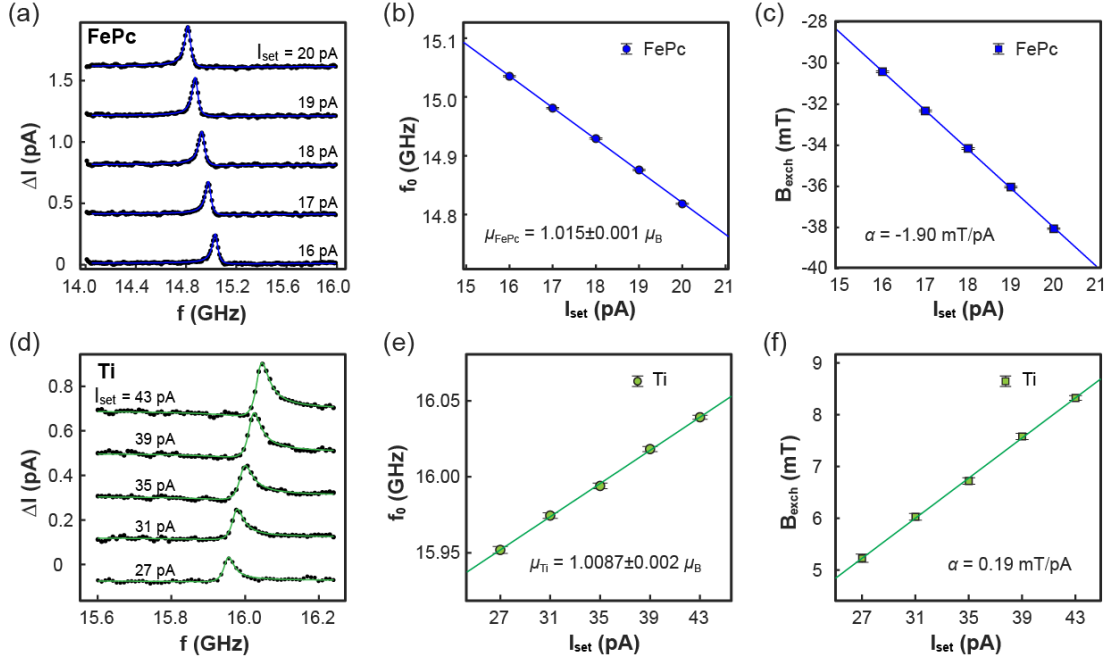 (a)
FePc
I_set = 20 pA
19 pA
18 pA
17 pA
16 pA
1.5
1.0
0.5
0
ΔI (pA)
14.0 14.4 14.8 15.2 15.6 16.0
f (GHz)
(b)
FePc
15.1
15.0
14.9
14.8
f₀ (GHz)
μ_FePc = 1.015±0.001 μ_B
15 16 17 18 19 20 21
I_set (pA)
(c)
FePc
-28
-30
-32
-34
-36
-38
-40
B_exch (mT)
α = -1.90 mT/pA
15 16 17 18 19 20 21
I_set (pA)
(d)
Ti
I_set = 43 pA
39 pA
35 pA
31 pA
27 pA
0.8
0.6
0.4
0.2
0
ΔI (pA)
15.6 15.8 16.0 16.2
f (GHz)
(e)
Ti
16.05
16.00
15.95
f₀ (GHz)
μ_Ti = 1.0087±0.002 μ_B
27 31 35 39 43
I_set (pA)
(f)
Ti
9
8
7
6
5
B_exch (mT)
α = 0.19 mT/pA
27 31 35 39 43
I_set (pA)